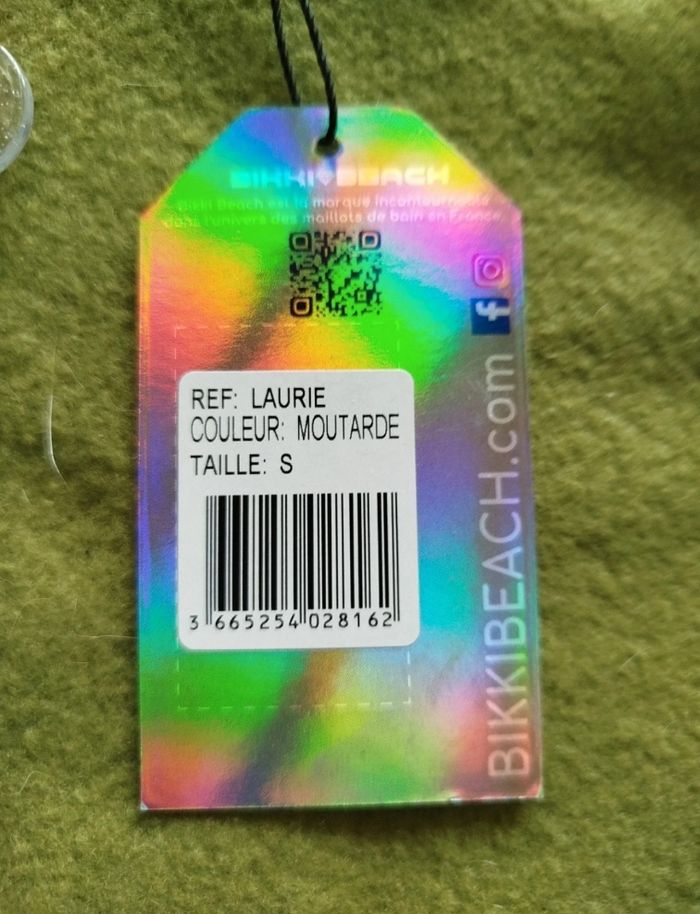 BIKKI BEACH
Bikki Beach est la marque incontournable
dans l'univers des maillots de bain en France.
REF: LAURIE
COULEUR: MOUTARDE
TAILLE: S
3 665254 028162
BIKKIBEACH.com